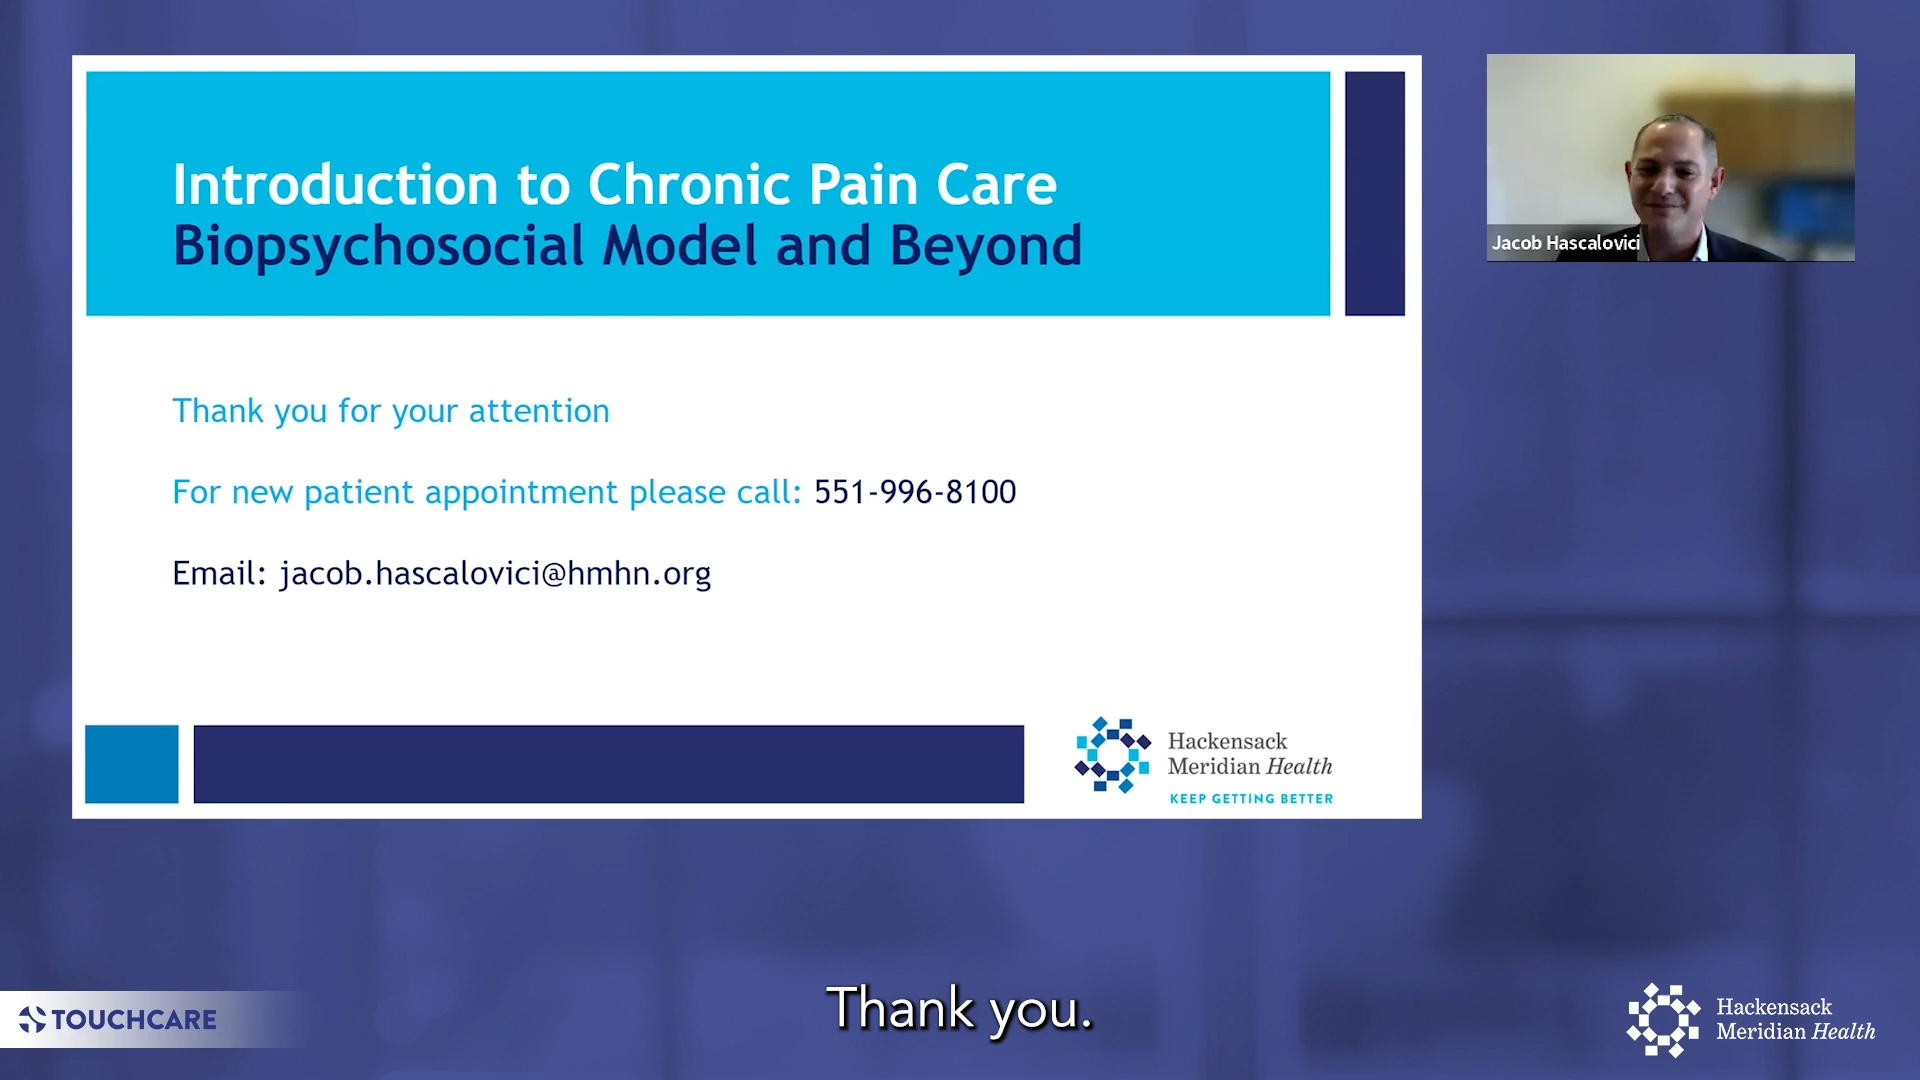 Introduction to Chronic Pain Care
Biopsychosocial Model and Beyond
Thank you for your attention
For new patient appointment please call: 551-996-8100
Email: jacob.hascalovici@hmhn.org
Hackensack
Meridian Health
KEEP GETTING BETTER
Jacob Hascalovici
Thank you.
TOUCHCARE
Hackensack
Meridian Health